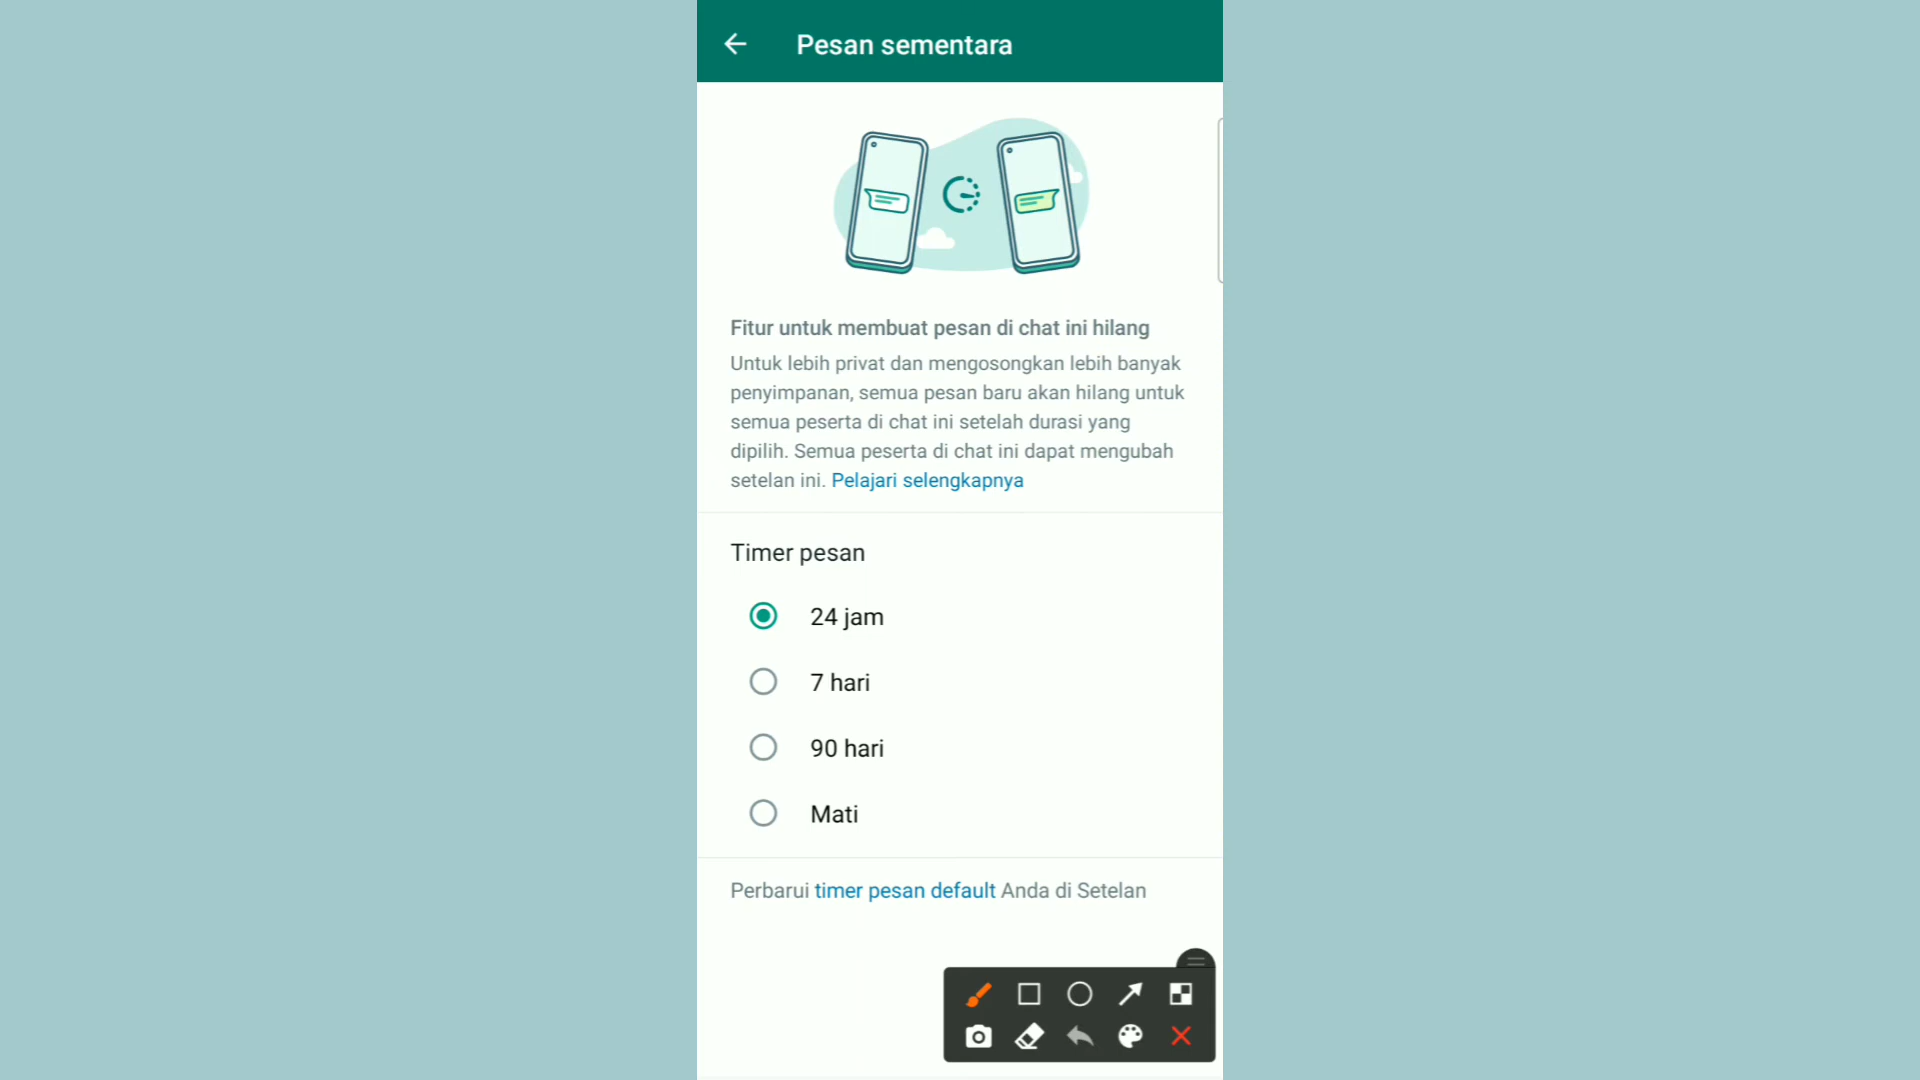 Pesan sementara
Fitur untuk membuat pesan di chat ini hilang
Untuk lebih privat dan mengosongkan lebih banyak
penyimpanan, semua pesan baru akan hilang untuk
semua peserta di chat ini setelah durasi yang
dipilih. Semua peserta di chat ini dapat mengubah
setelan ini. Pelajari selengkapnya
Timer pesan
24 jam
7 hari
90 hari
Mati
Perbarui timer pesan default Anda di Setelan